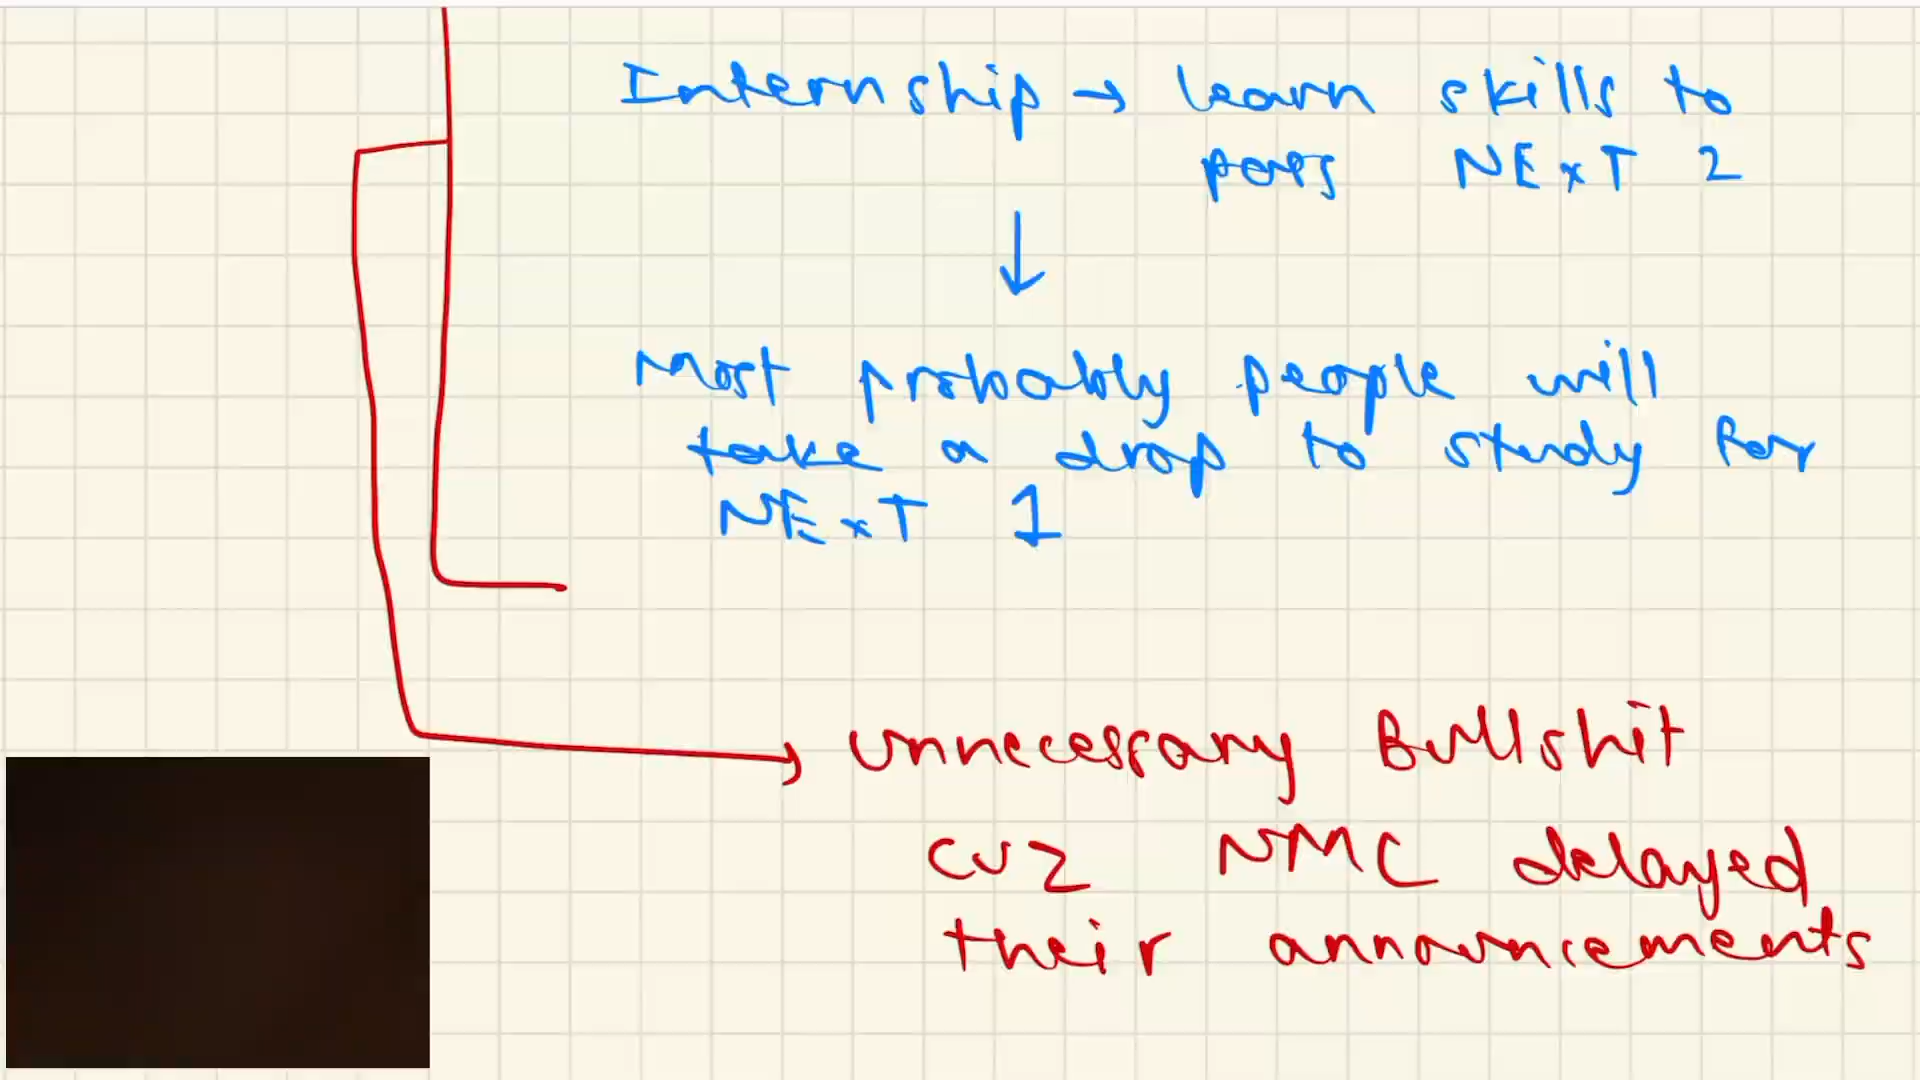 Internship → learn skills to
pass NExT 2
↓
Most probably people will
take a drop to study for
NExT 1
→ unnecessary Bullshit
cuz NMC delayed
their announcements